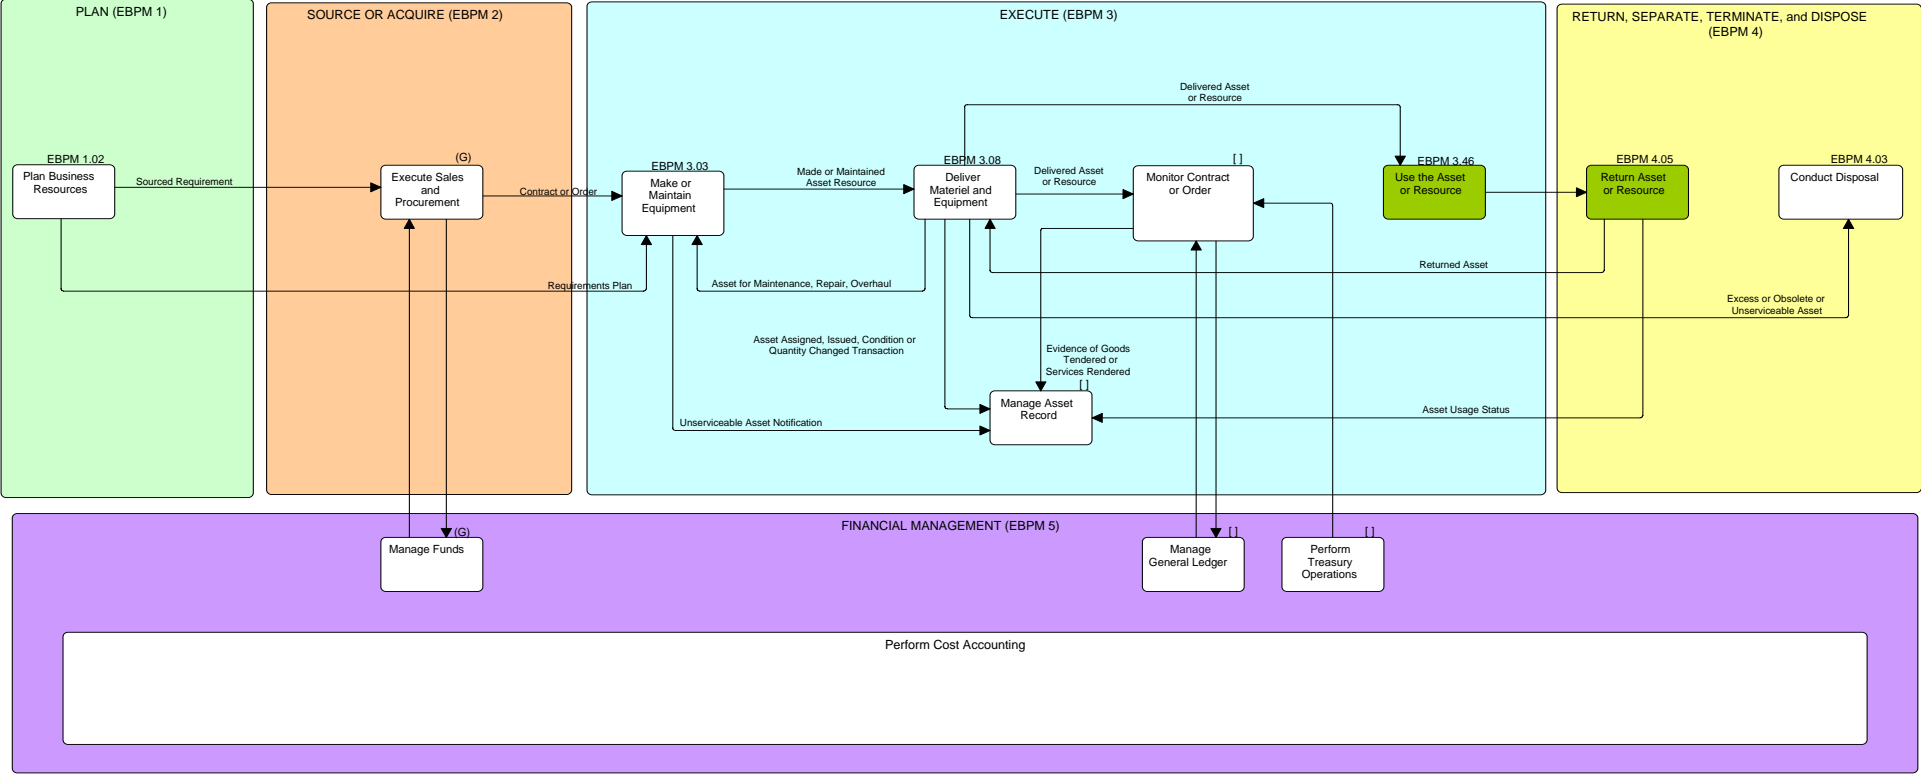 PLAN (EBPM 1)
SOURCE OR ACQUIRE (EBPM 2)
EXECUTE (EBPM 3)
RETURN, SEPARATE, TERMINATE, and DISPOSE
(EBPM 4)
Delivered Asset
or Resource
EBPM 1.02
Plan Business
Resources
Sourced Requirement
(G)
Execute Sales
and
Procurement
Contract or Order
EBPM 3.03
Make or
Maintain
Equipment
Made or Maintained
Asset Resource
EBPM 3.08
Deliver
Materiel and
Equipment
Delivered Asset
or Resource
[ ]
Monitor Contract
or Order
EBPM 3.46
Use the Asset
or Resource
EBPM 4.05
Return Asset
or Resource
EBPM 4.03
Conduct Disposal
Requirements Plan
Asset for Maintenance, Repair, Overhaul
Returned Asset
Excess or Obsolete or
Unserviceable Asset
Asset Assigned, Issued, Condition or
Quantity Changed Transaction
Evidence of Goods
Tendered or
Services Rendered
[ ]
Manage Asset
Record
Unserviceable Asset Notification
Asset Usage Status
FINANCIAL MANAGEMENT (EBPM 5)
(G)
Manage Funds
[ ]
Manage
General Ledger
[ ]
Perform
Treasury
Operations
Perform Cost Accounting